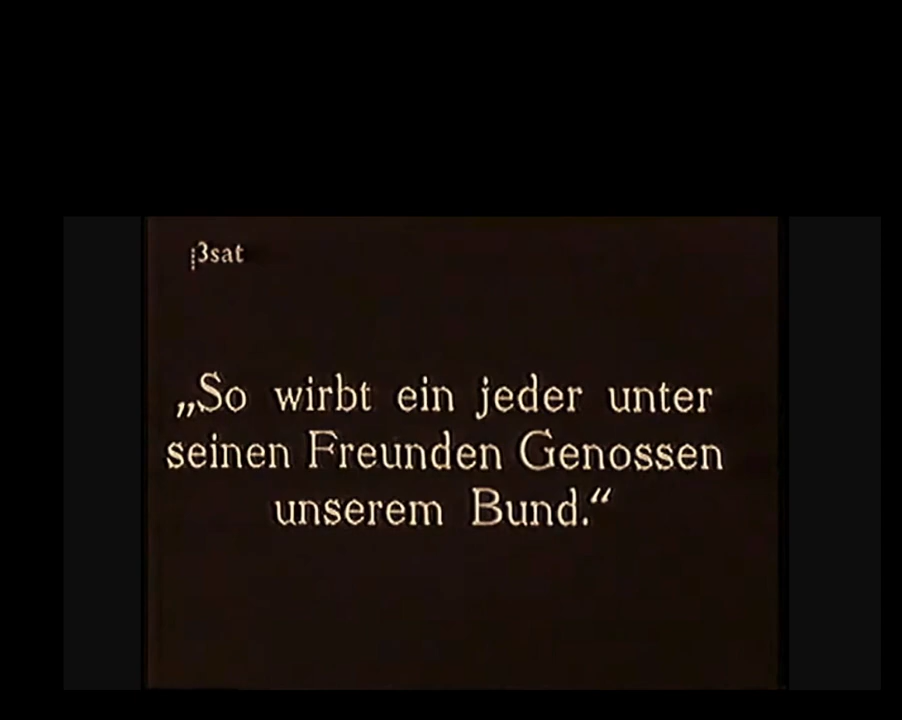 3sat
„So wirbt ein jeder unter
seinen Freunden Genossen
unserem Bund.“